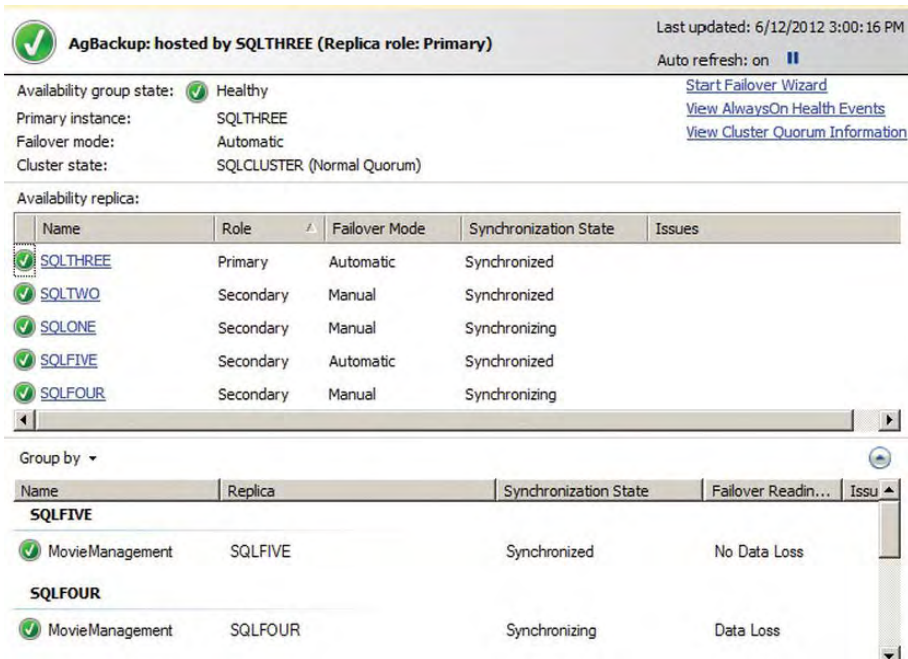 AgBackup: hosted by SQLTHREE (Replica role: Primary)
Last updated: 6/12/2012 3:00:16 PM
Auto refresh: on
Availability group state: Healthy
Primary instance: SQLTHREE
Failover mode: Automatic
Cluster state: SQLCLUSTER (Normal Quorum)
Start Failover Wizard
View AlwaysOn Health Events
View Cluster Quorum Information
Availability replica:
Name Role Failover Mode Synchronization State Issues
SQLTHREE Primary Automatic Synchronized
SQLTWO Secondary Manual Synchronized
SQLONE Secondary Manual Synchronizing
SQLFIVE Secondary Automatic Synchronized
SQLFOUR Secondary Manual Synchronizing
Group by
Name Replica Synchronization State Failover Readin... Issu
SQLFIVE
MovieManagement SQLFIVE Synchronized No Data Loss
SQLFOUR
MovieManagement SQLFOUR Synchronizing Data Loss